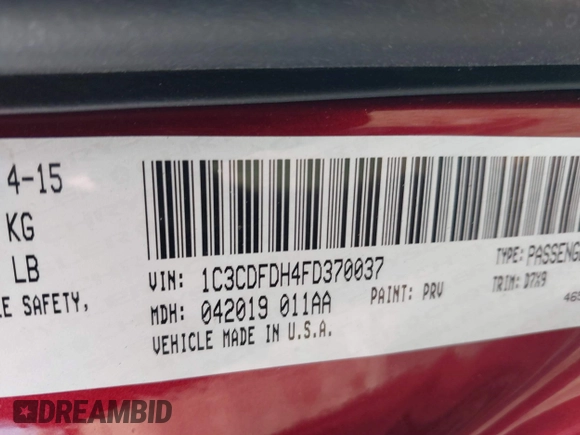 4-15
KG
LB
LE SAFETY,
VIN: 1C3CDFDH4FD370037
MDH: 042019 011AA
PAINT: PRV
VEHICLE MADE IN U.S.A.
TYPE: PASSENG
TRIM: D7X9
DREAMBID